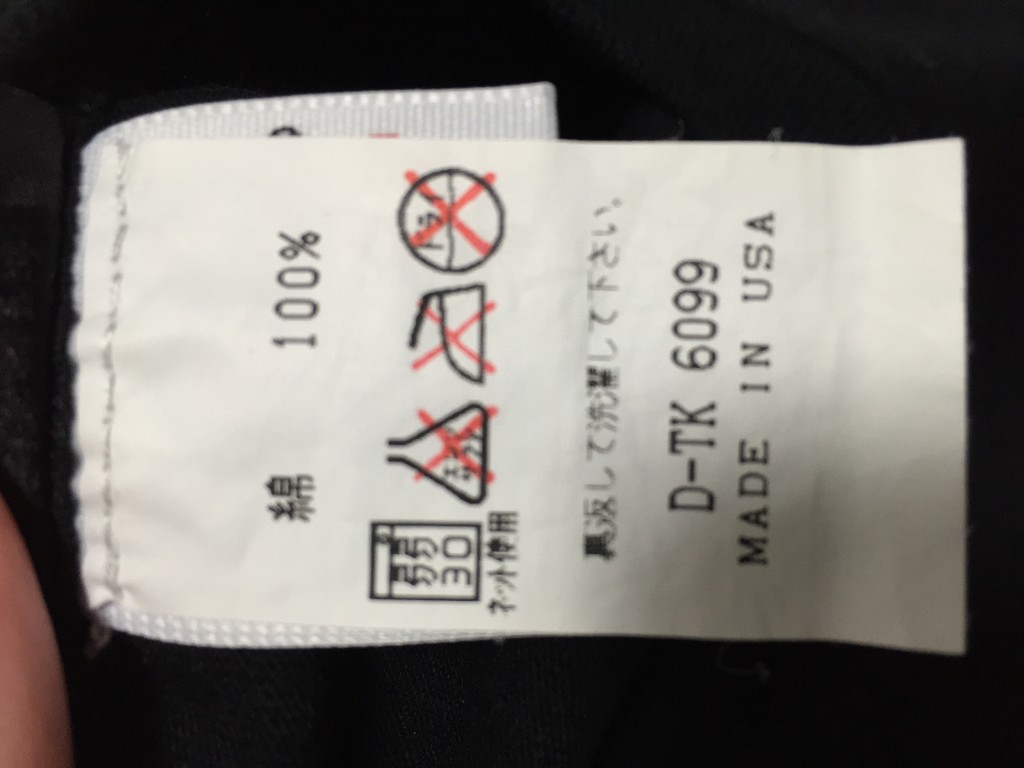 綿 100%
弱
30
エンソサラシ
ドライ
ネット使用
裏返しで洗濯して下さい。
D-TK 6099
MADE IN USA